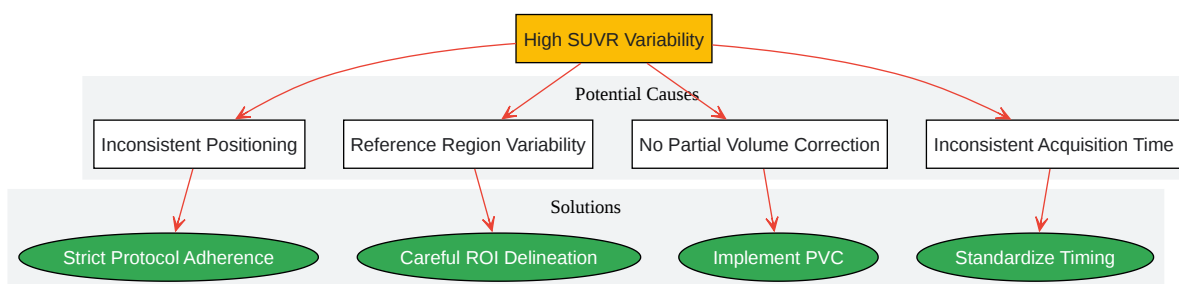 High SUVR Variability
Potential Causes
Inconsistent Positioning
Reference Region Variability
No Partial Volume Correction
Inconsistent Acquisition Time
Solutions
Strict Protocol Adherence
Careful ROI Delineation
Implement PVC
Standardize Timing